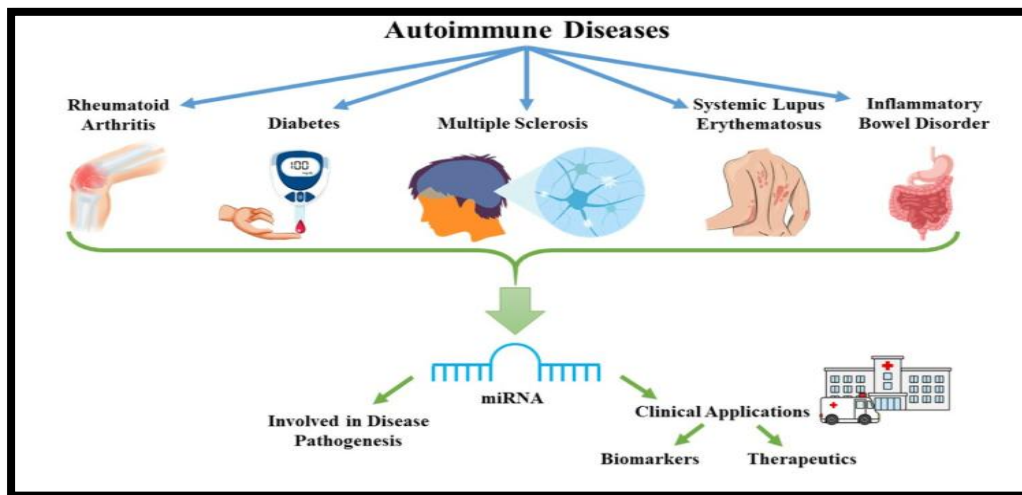 Autoimmune Diseases
Rheumatoid
Arthritis
Diabetes
Multiple Sclerosis
Systemic Lupus
Erythematosus
Inflammatory
Bowel Disorder
100
miRNA
Involved in Disease
Pathogenesis
Clinical Applications
Biomarkers
Therapeutics